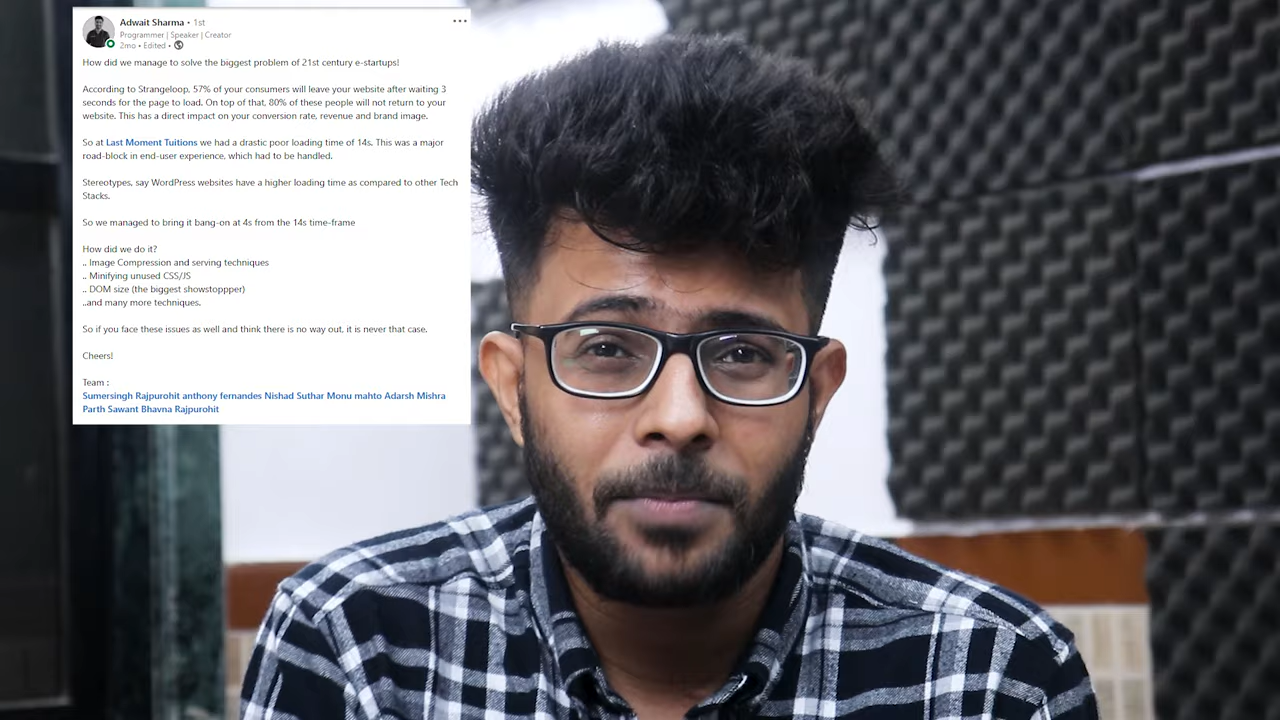 Adwait Sharma • 1st
Programmer | Speaker | Creator
2mo • Edited •
How did we manage to solve the biggest problem of 21st century e-startups!
According to Strangeloop, 57% of your consumers will leave your website after waiting 3
seconds for the page to load. On top of that, 80% of these people will not return to your
website. This has a direct impact on your conversion rate, revenue and brand image.
So at Last Moment Tuitions we had a drastic poor loading time of 14s. This was a major
road-block in end-user experience, which had to be handled.
Stereotypes, say WordPress websites have a higher loading time as compared to other Tech
Stacks.
So we managed to bring it bang-on at 4s from the 14s time-frame
How did we do it?
.. Image Compression and serving techniques
.. Minifying unused CSS/JS
.. DOM size (the biggest showstoppper)
..and many more techniques.
So if you face these issues as well and think there is no way out, it is never that case.
Cheers!
Team :
Sumersingh Rajpurohit anthony fernandes Nishad Suthar Monu mahto Adarsh Mishra
Parth Sawant Bhavna Rajpurohit